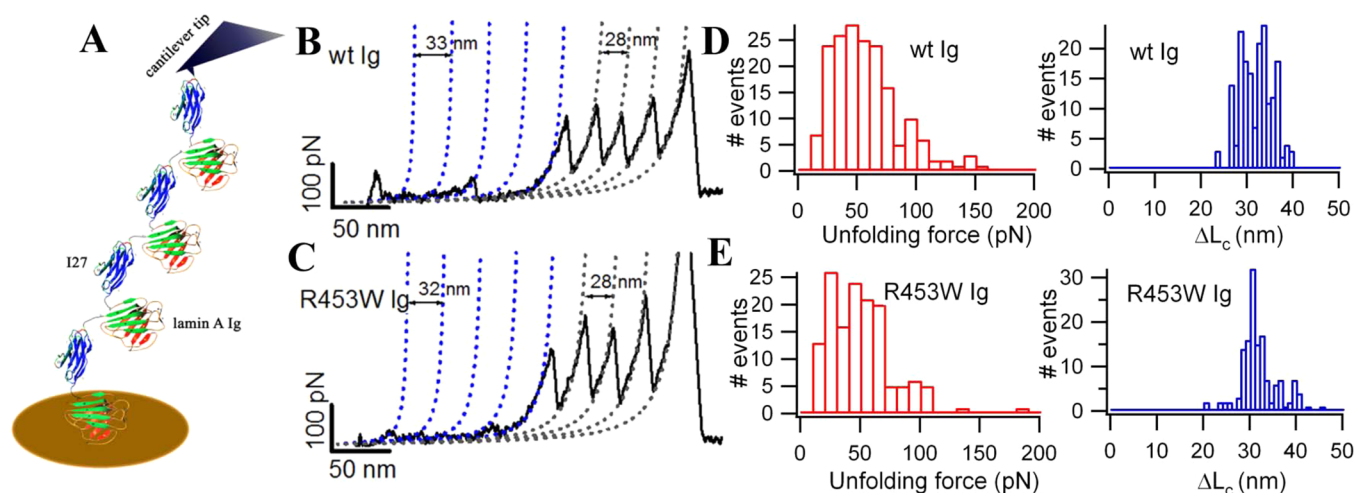 A
cantilever tip
I27
lamin A Ig
B
wt Ig
33 nm
28 nm
100 pN
50 nm
C
R453W Ig
32 nm
28 nm
100 pN
50 nm
D
wt Ig
# events
25
20
15
10
5
0
0 50 100 150 200
Unfolding force (pN)
wt Ig
# events
20
15
10
5
0
0 10 20 30 40 50
ΔLc (nm)
E
R453W Ig
# events
25
20
15
10
5
0
0 50 100 150 200
Unfolding force (pN)
R453W Ig
# events
30
20
10
0
0 10 20 30 40 50
ΔLc (nm)